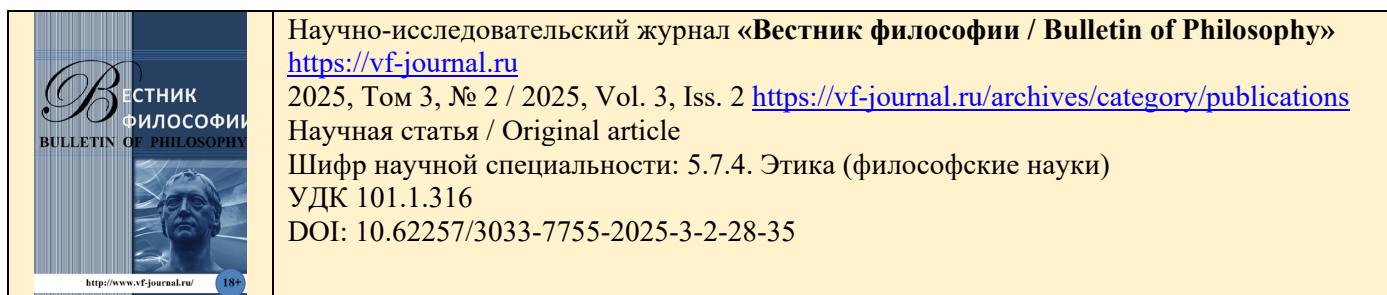 ВЕСТНИК
ФИЛОСОФИИ
BULLETIN OF PHILOSOPHY
http://www.vf-journal.ru/
18+
Научно-исследовательский журнал «Вестник философии / Bulletin of Philosophy»
https://vf-journal.ru
2025, Том 3, № 2 / 2025, Vol. 3, Iss. 2 https://vf-journal.ru/archives/category/publications
Научная статья / Original article
Шифр научной специальности: 5.7.4. Этика (философские науки)
УДК 101.1.316
DOI: 10.62257/3033-7755-2025-3-2-28-35